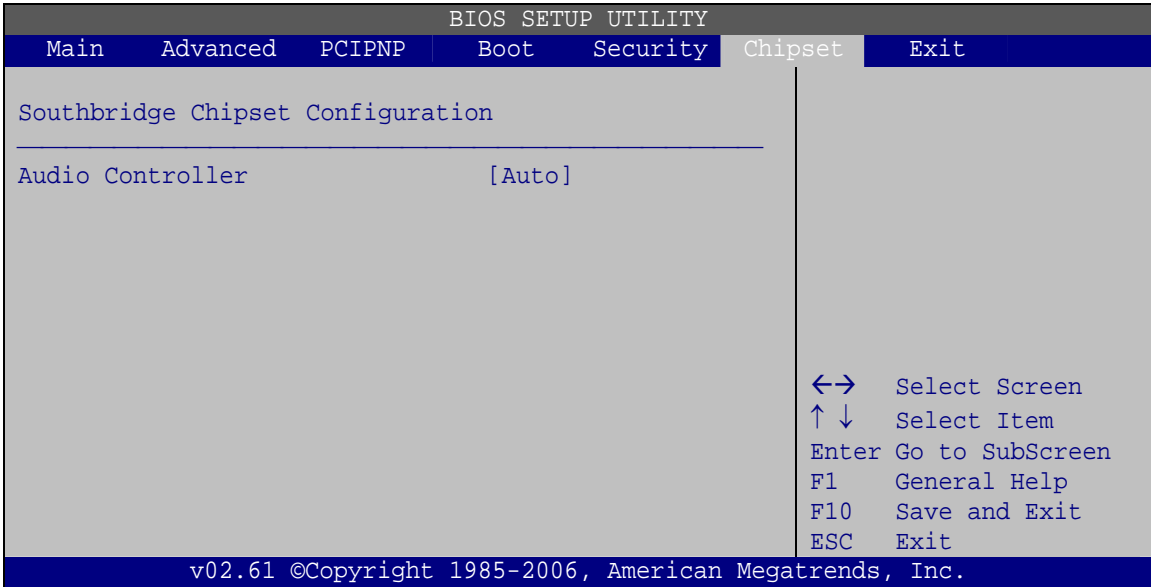 BIOS SETUP UTILITY
Main Advanced PCIPNP Boot Security Chipset Exit
Southbridge Chipset Configuration
Audio Controller [Auto]
←→ Select Screen
↑ ↓ Select Item
Enter Go to SubScreen
F1 General Help
F10 Save and Exit
ESC Exit
v02.61 ©Copyright 1985-2006, American Megatrends, Inc.